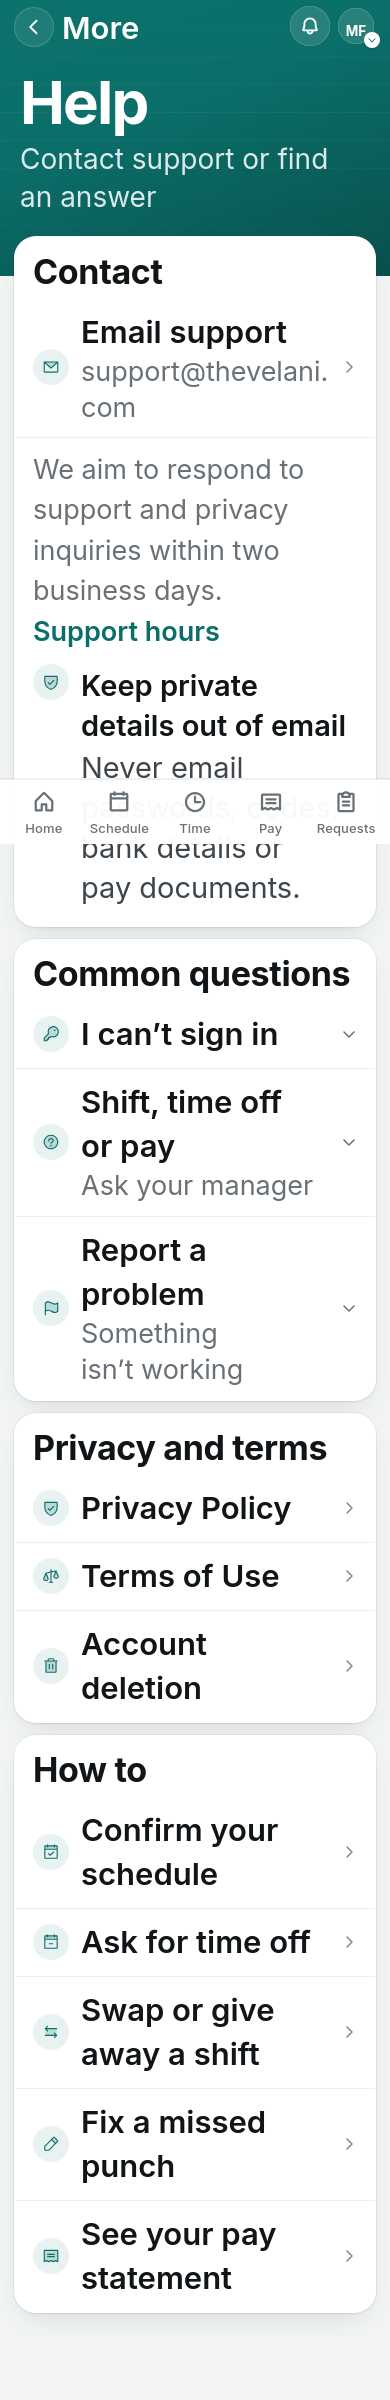 More
MF
Help
Contact support or find
an answer
Contact
Email support
support@thevelani.
com
We aim to respond to
support and privacy
inquiries within two
business days.
Support hours
Keep private
details out of email
Never email
passwords, codes,
Home
Schedule
Time
Pay
Requests
bank details or
pay documents.
Common questions
I can’t sign in
Shift, time off
or pay
Ask your manager
Report a
problem
Something
isn’t working
Privacy and terms
Privacy Policy
Terms of Use
Account
deletion
How to
Confirm your
schedule
Ask for time off
Swap or give
away a shift
Fix a missed
punch
See your pay
statement